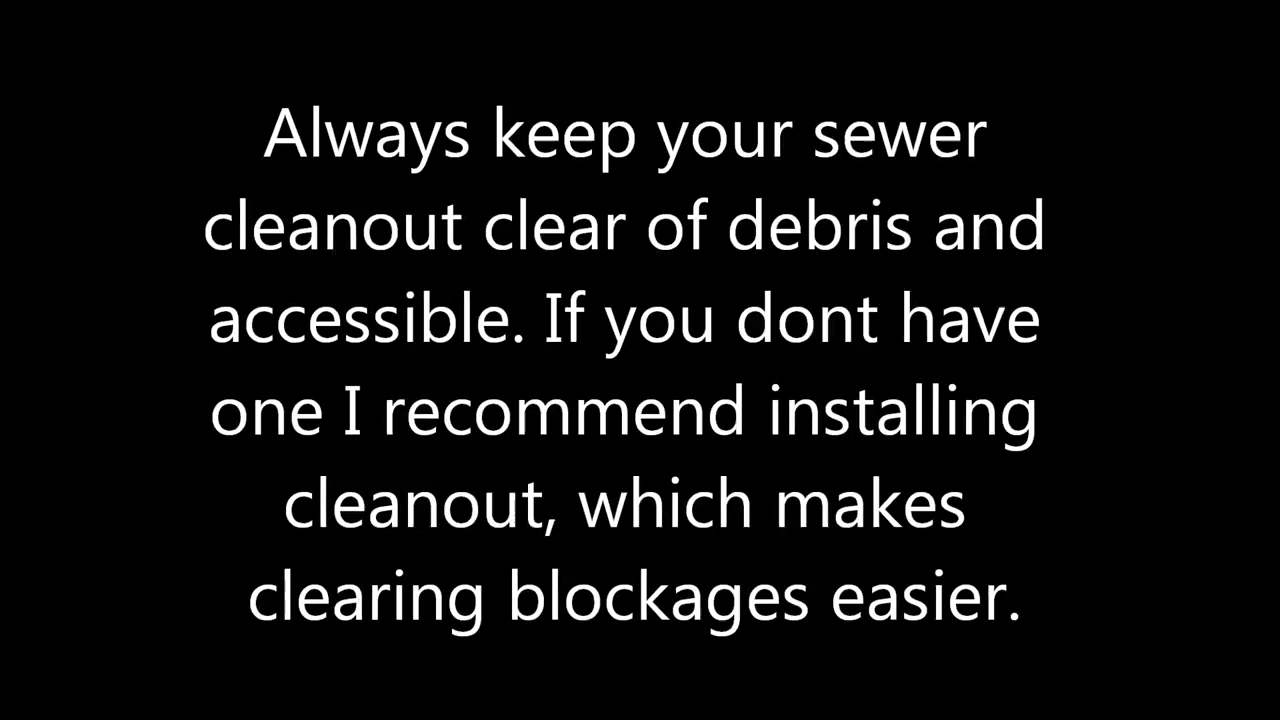 Always keep your sewer
cleanout clear of debris and
accessible. If you dont have
one I recommend installing
cleanout, which makes
clearing blockages easier.